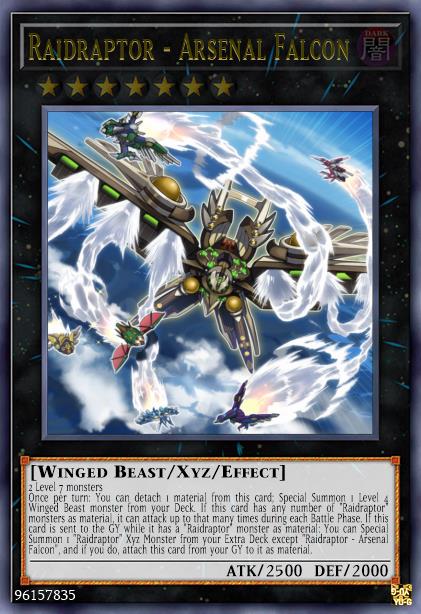 Raidraptor - Arsenal Falcon
DARK
闇
[Winged Beast/Xyz/Effect]
2 Level 7 monsters
Once per turn: You can detach 1 material from this card; Special Summon 1 Level 4
Winged Beast monster from your Deck. If this card has any number of "Raidraptor"
monsters as material, it can attack up to that many times during each Battle Phase. If this
card is sent to the GY while it has a "Raidraptor" monster as material: You can Special
Summon 1 "Raidraptor" Xyz Monster from your Extra Deck except "Raidraptor - Arsenal
Falcon", and if you do, attach this card from your GY to it as material.
ATK/2500 DEF/2000
96157835